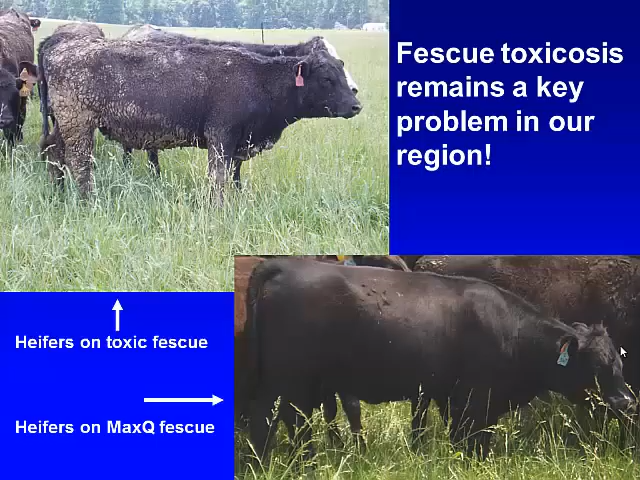 Fescue toxicosis
remains a key
problem in our
region!
Heifers on toxic fescue
Heifers on MaxQ fescue